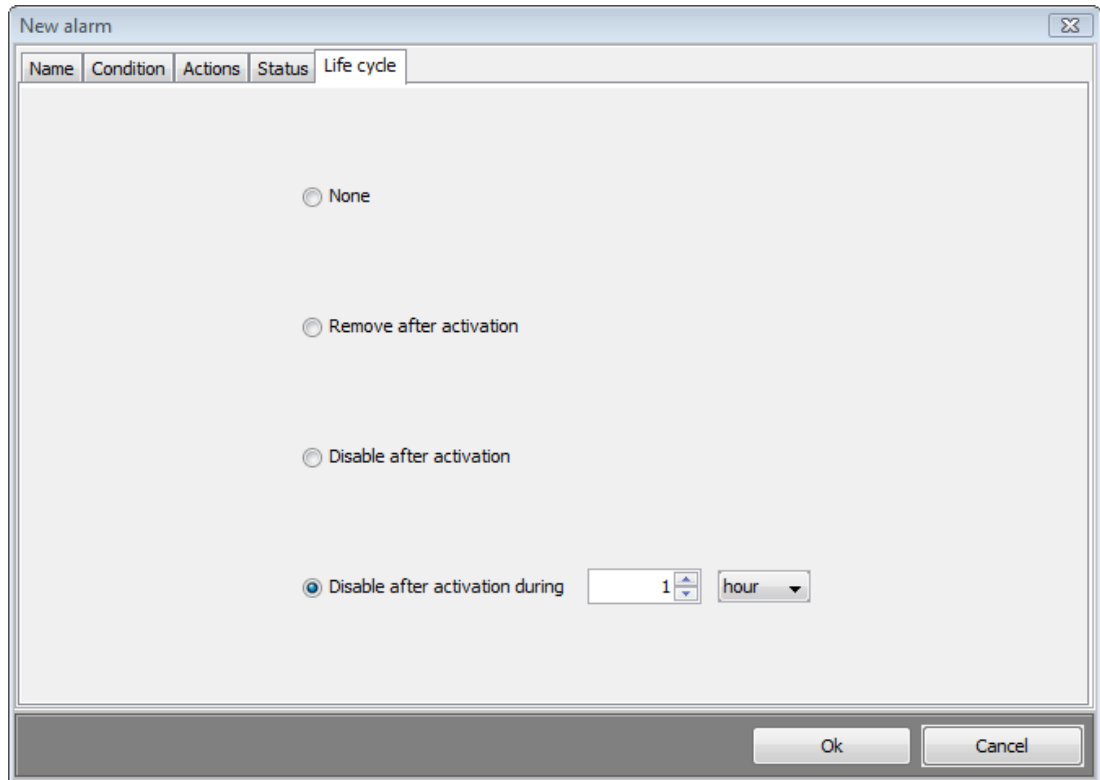 New alarm
Name Condition Actions Status Life cycle
None
Remove after activation
Disable after activation
Disable after activation during 1 hour
Ok Cancel